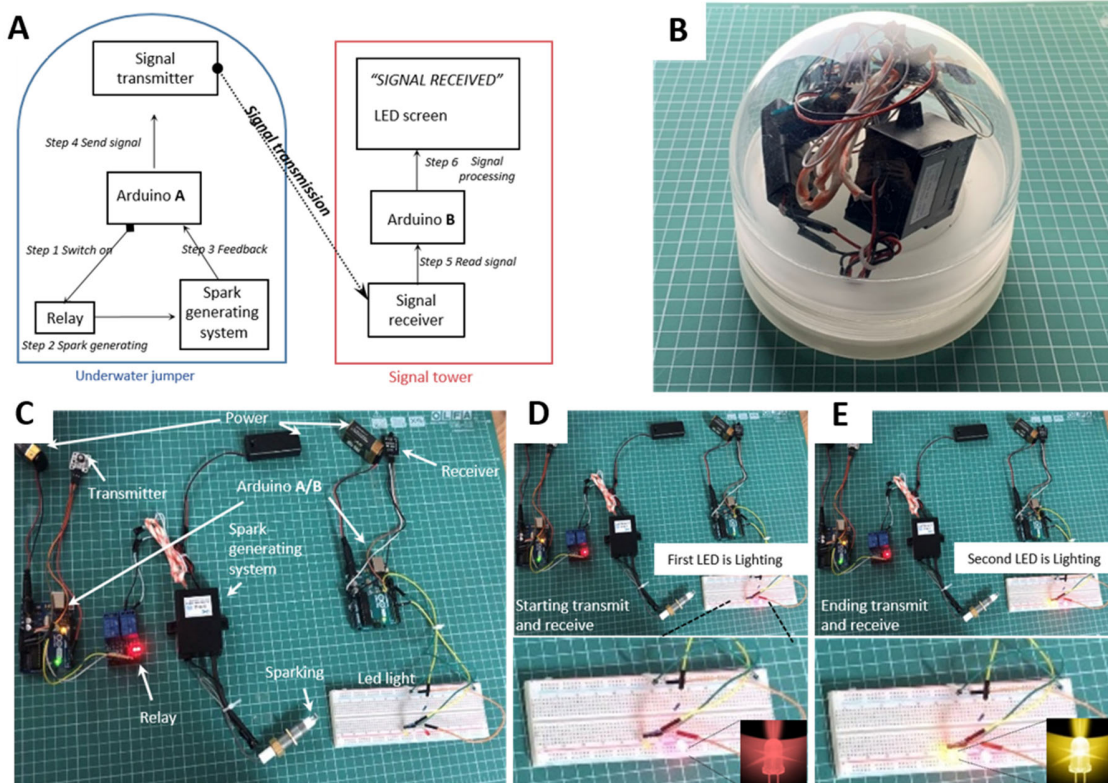 A
Signal
transmitter
Step 4 Send signal
Arduino A
Step 1 Switch on
Step 3 Feedback
Relay
Spark
generating
system
Step 2 Spark generating
Underwater jumper
Signal transmission
"SIGNAL RECEIVED"
LED screen
Step 6 Signal
processing
Arduino B
Step 5 Read signal
Signal
receiver
Signal tower
B
C
Power
OLFA
Transmitter
Receiver
Arduino A/B
Spark
generating
system
Sparking
Led light
Relay
D
First LED is Lighting
Starting transmit
and receive
E
Second LED is Lighting
Ending transmit
and receive